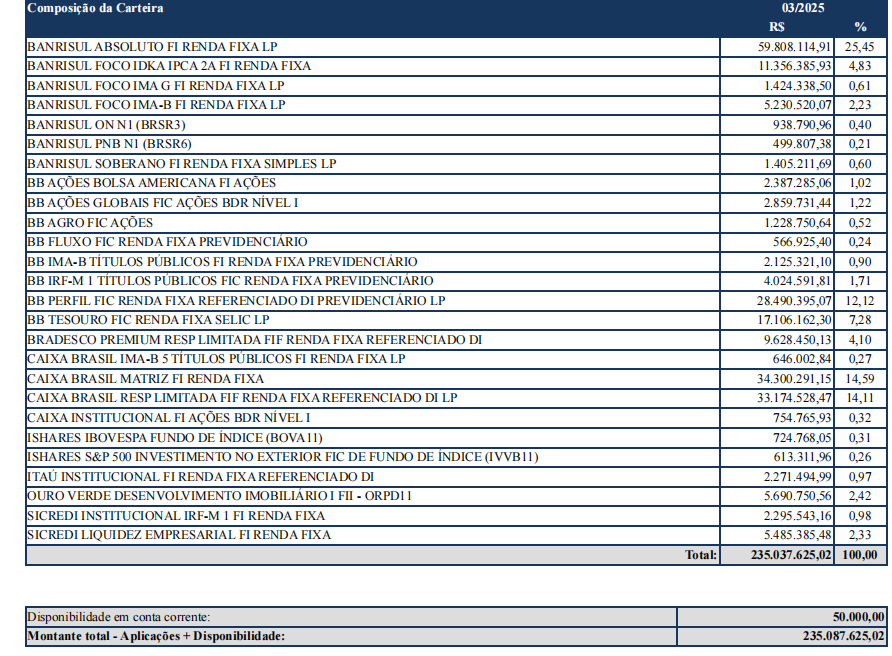 Composição da Carteira 03/2025
R$ %
BANRISUL ABSOLUTO FI RENDA FIXA LP 59.808.114,91 25,45
BANRISUL FOCO IDKA IPCA 2A FI RENDA FIXA 11.356.385,93 4,83
BANRISUL FOCO IMA G FI RENDA FIXA LP 1.424.338,50 0,61
BANRISUL FOCO IMA-B FI RENDA FIXA LP 5.230.520,07 2,23
BANRISUL ON N1 (BRSR3) 938.790,96 0,40
BANRISUL PNB N1 (BRSR6) 499.807,38 0,21
BANRISUL SOBERANO FI RENDA FIXA SIMPLES LP 1.405.211,69 0,60
BB AÇÕES BOLSA AMERICANA FI AÇÕES 2.387.285,06 1,02
BB AÇÕES GLOBAIS FIC AÇÕES BDR NÍVEL I 2.859.731,44 1,22
BB AGRO FIC AÇÕES 1.228.750,64 0,52
BB FLUXO FIC RENDA FIXA PREVIDENCIÁRIO 566.925,40 0,24
BB IMA-B TÍTULOS PÚBLICOS FI RENDA FIXA PREVIDENCIÁRIO 2.125.321,10 0,90
BB IRF-M 1 TÍTULOS PÚBLICOS FIC RENDA FIXA PREVIDENCIÁRIO 4.024.591,81 1,71
BB PERFIL FIC RENDA FIXA REFERENCIADO DI PREVIDENCIÁRIO LP 28.490.395,07 12,12
BB TESOURO FIC RENDA FIXA SELIC LP 17.106.162,30 7,28
BRADESCO PREMIUM RESP LIMITADA FIF RENDA FIXA REFERENCIADO DI 9.628.450,13 4,10
CAIXA BRASIL IMA-B 5 TÍTULOS PÚBLICOS FI RENDA FIXA LP 646.002,84 0,27
CAIXA BRASIL MATRIZ FI RENDA FIXA 34.300.291,15 14,59
CAIXA BRASIL RESP LIMITADA FIF RENDA FIXA REFERENCIADO DI LP 33.174.528,47 14,11
CAIXA INSTITUCIONAL FI AÇÕES BDR NÍVEL I 754.765,93 0,32
ISHARES IBOVESPA FUNDO DE ÍNDICE (BOVA11) 724.768,05 0,31
ISHARES S&P 500 INVESTIMENTO NO EXTERIOR FIC DE FUNDO DE ÍNDICE (IVVB11) 613.311,96 0,26
ITAÚ INSTITUCIONAL FI RENDA FIXA REFERENCIADO DI 2.271.494,99 0,97
OURO VERDE DESENVOLVIMENTO IMOBILIÁRIO I FII - ORPD11 5.690.750,56 2,42
SICREDI INSTITUCIONAL IRF-M 1 FI RENDA FIXA 2.295.543,16 0,98
SICREDI LIQUIDEZ EMPRESARIAL FI RENDA FIXA 5.485.385,48 2,33
Total: 235.037.625,02 100,00
Disponibilidade em conta corrente: 50.000,00
Montante total - Aplicações + Disponibilidade: 235.087.625,02